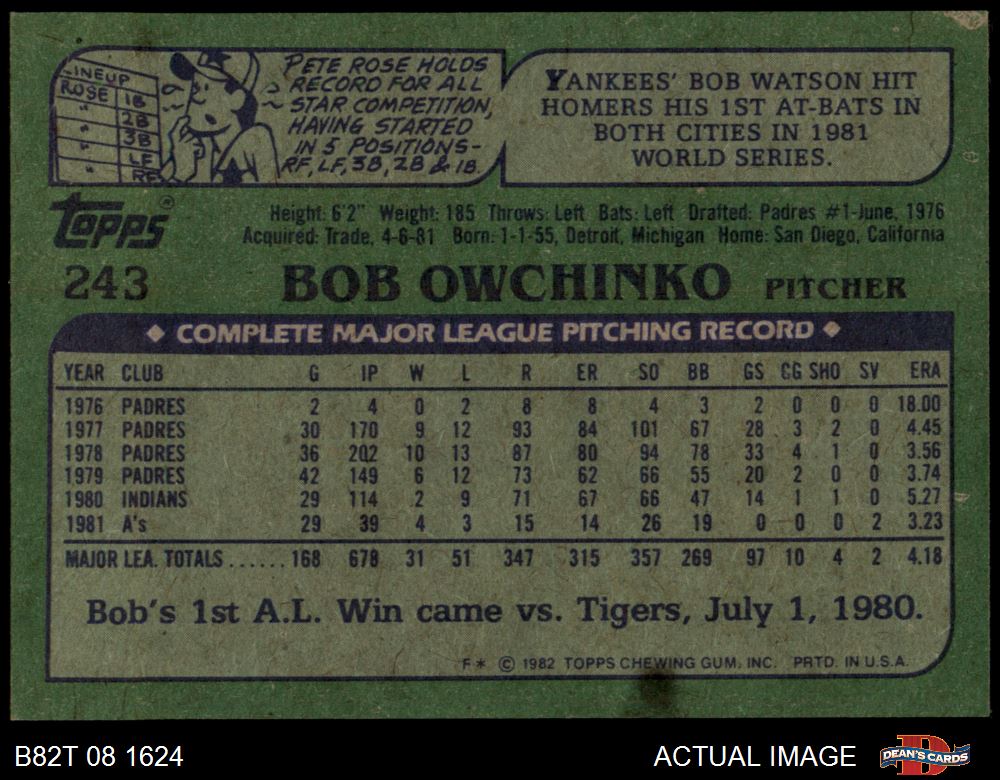 LINEUP
ROSE 1B
" 2B
" 3B
" LF
" RF
PETE ROSE HOLDS
RECORD FOR ALL
STAR COMPETITION,
HAVING STARTED
IN 5 POSITIONS-
RF, LF, 3B, 2B & 1B.
YANKEES' BOB WATSON HIT
HOMERS HIS 1ST AT-BATS IN
BOTH CITIES IN 1981
WORLD SERIES.
Topps®
Height: 6'2" Weight: 185 Throws: Left Bats: Left Drafted: Padres #1-June, 1976
Acquired: Trade, 4-6-81 Born: 1-1-55, Detroit, Michigan Home: San Diego, California
243 BOB OWCHINKO PITCHER
◆ COMPLETE MAJOR LEAGUE PITCHING RECORD ◆
YEAR CLUB G IP W L R ER SO BB GS CG SHO SV ERA
1976 PADRES 2 4 0 2 8 8 4 3 2 0 0 0 18.00
1977 PADRES 30 170 9 12 93 84 101 67 28 3 2 0 4.45
1978 PADRES 36 202 10 13 87 80 94 78 33 4 1 0 3.56
1979 PADRES 42 149 6 12 73 62 66 55 20 2 0 0 3.74
1980 INDIANS 29 114 2 9 71 67 66 47 14 1 1 0 5.27
1981 A's 29 39 4 3 15 14 26 19 0 0 0 2 3.23
MAJOR LEA. TOTALS ...... 168 678 31 51 347 315 357 269 97 10 4 2 4.18
Bob's 1st A.L. Win came vs. Tigers, July 1, 1980.
F* © 1982 TOPPS CHEWING GUM, INC. PRTD. IN U.S.A.
B82T 08 1624 ACTUAL IMAGE DEAN'S CARDS